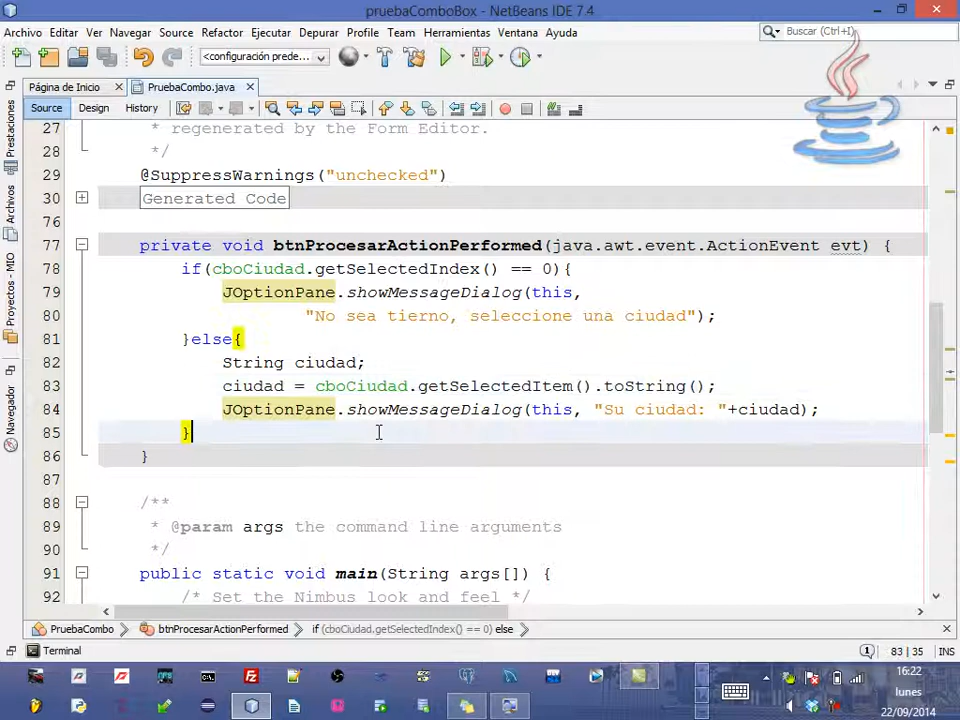 pruebaComboBox - NetBeans IDE 7.4
Archivo Editar Ver Navegar Source Reestructurar Ejecutar Depurar Profile Team Herramientas Ventana Ayuda
Buscar (Ctrl+I)
<configuración prede...
Página de Inicio
PruebaCombo.java
Source Design History
27 * regenerated by the Form Editor.
28 */
29 @SuppressWarnings("unchecked")
30 Generated Code
76
77 private void btnProcesarActionPerformed(java.awt.event.ActionEvent evt) {
78 if(cboCiudad.getSelectedIndex() == 0){
79 JOptionPane.showMessageDialog(this,
80 "No sea tierno, seleccione una ciudad");
81 }else{
82 String ciudad;
83 ciudad = cboCiudad.getSelectedItem().toString();
84 JOptionPane.showMessageDialog(this, "Su ciudad: "+ciudad);
85 }
86 }
87
88 /**
89 * @param args the command line arguments
90 */
91 public static void main(String args[]) {
92 /* Set the Nimbus look and feel */
Prestaciones
Archivos
Proyectos - MIO
Navegador
PruebaCombo
btnProcesarActionPerformed
if (cboCiudad.getSelectedIndex() == 0) else
Terminal
1
83 | 35
INS
16:22
lunes
22/09/2014